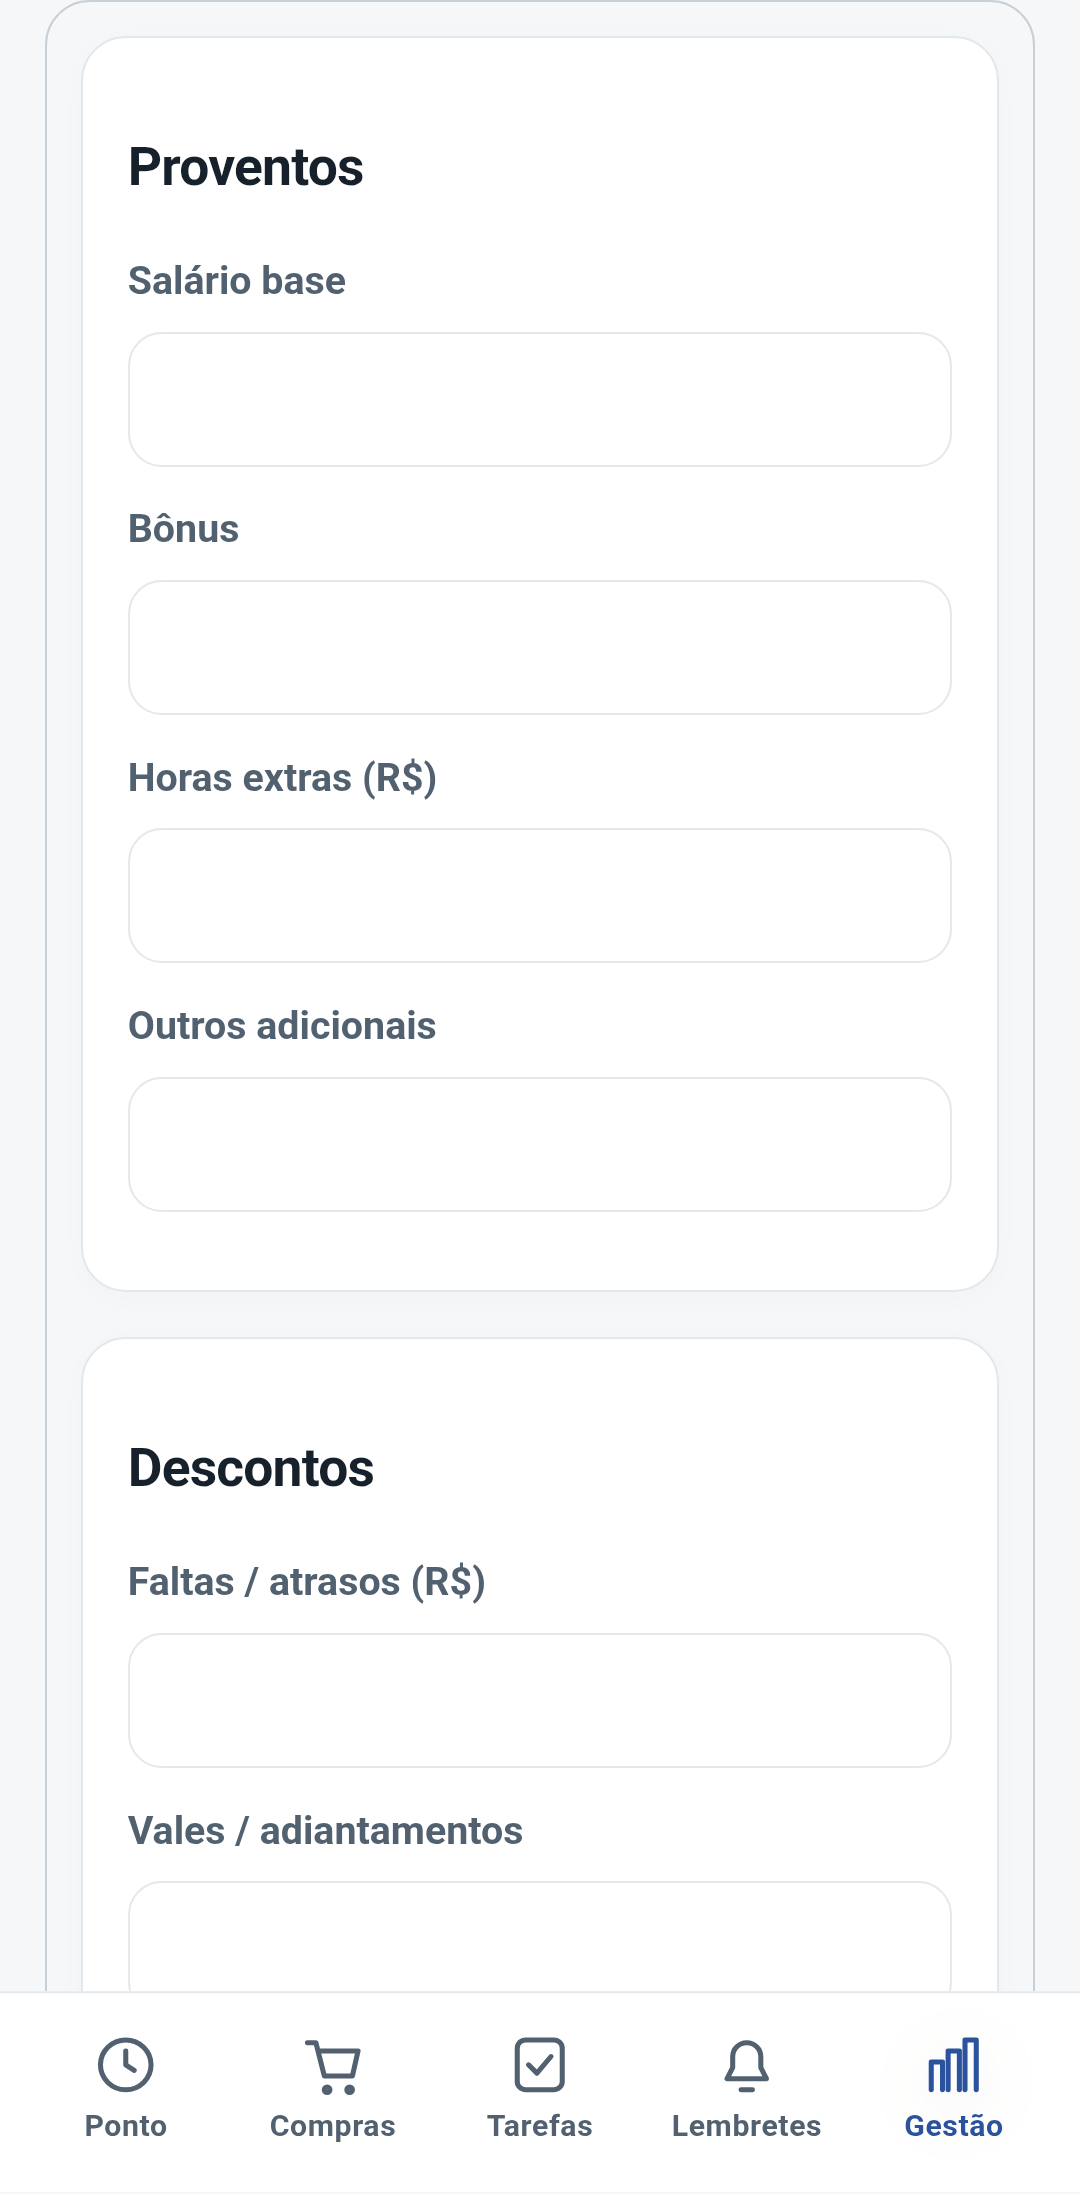 Proventos
Salário base
Bônus
Horas extras (R$)
Outros adicionais
Descontos
Faltas / atrasos (R$)
Vales / adiantamentos
Ponto
Compras
Tarefas
Lembretes
Gestão